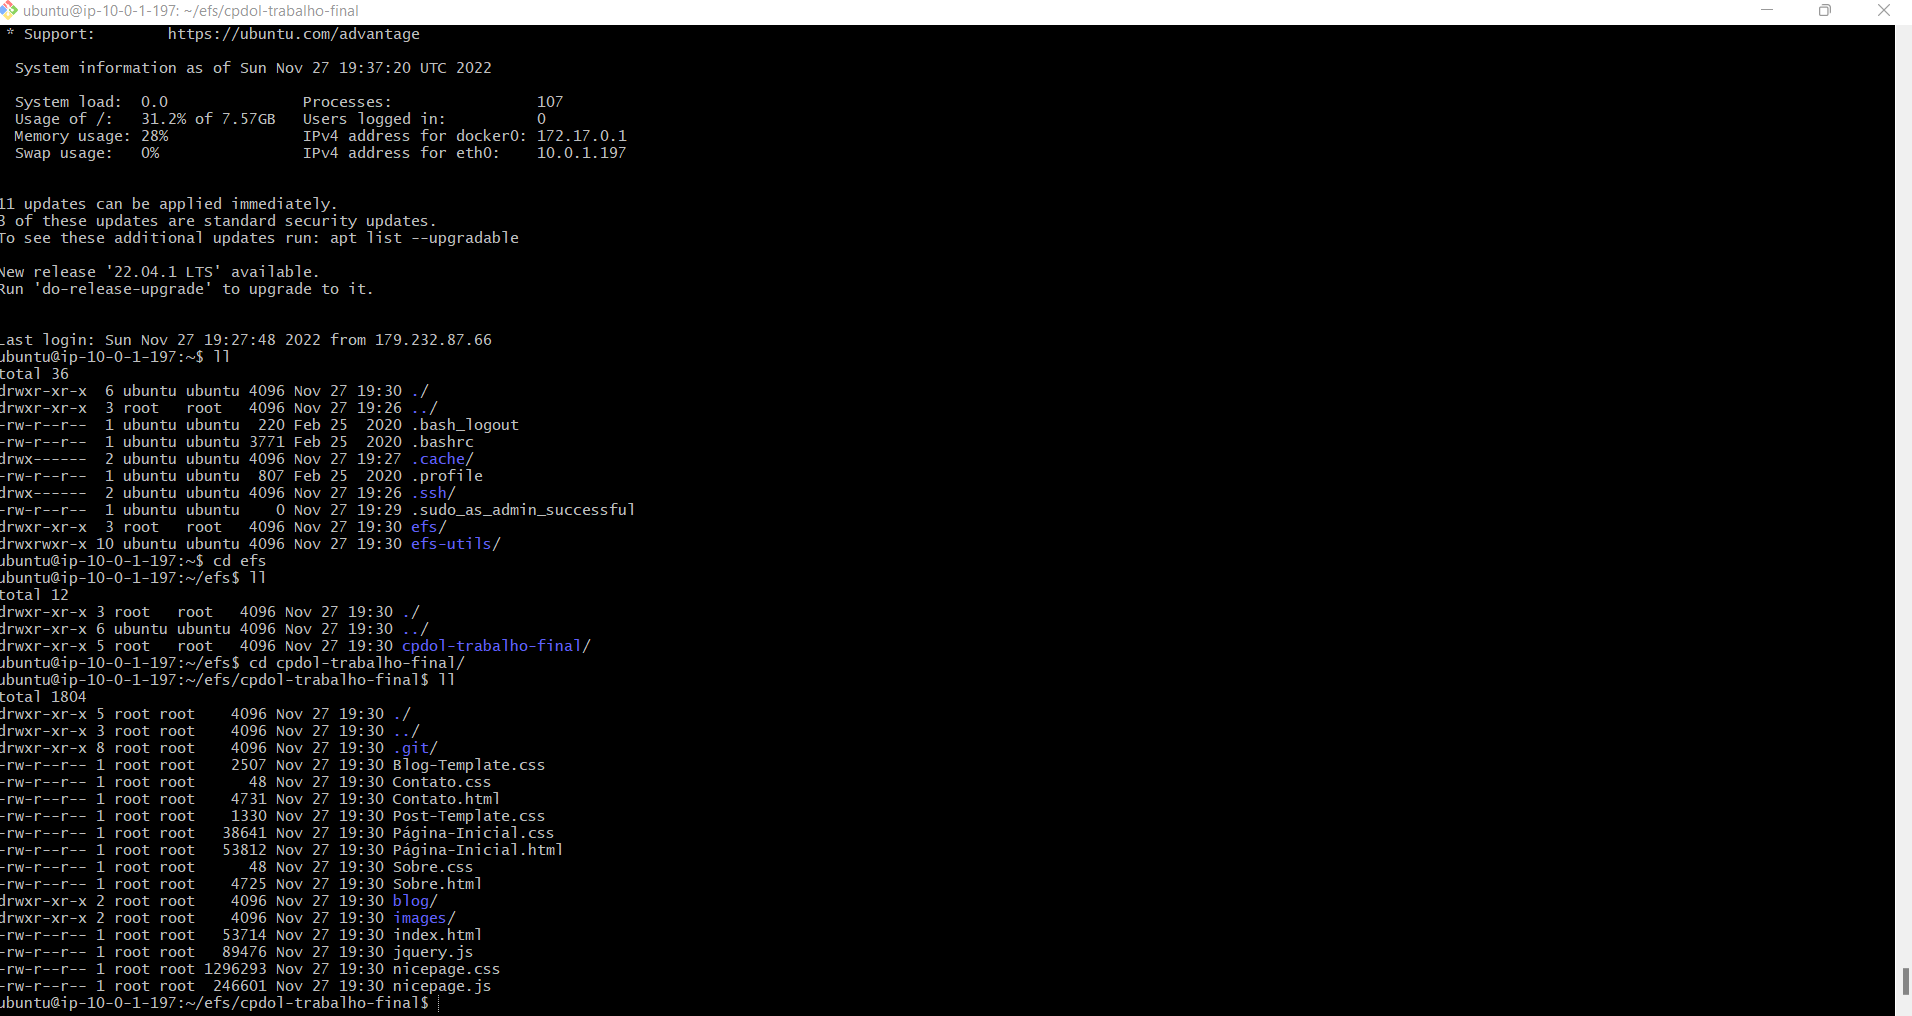 ubuntu@ip-10-0-1-197: ~/efs/cpdol-trabalho-final
* Support:        https://ubuntu.com/advantage
System information as of Sun Nov 27 19:37:20 UTC 2022
System load:  0.0               Processes:                107
Usage of /:   31.2% of 7.57GB   Users logged in:          0
Memory usage: 28%               IPv4 address for docker0: 172.17.0.1
Swap usage:   0%                IPv4 address for eth0:    10.0.1.197
11 updates can be applied immediately.
3 of these updates are standard security updates.
To see these additional updates run: apt list --upgradable
New release '22.04.1 LTS' available.
Run 'do-release-upgrade' to upgrade to it.
Last login: Sun Nov 27 19:27:48 2022 from 179.232.87.66
ubuntu@ip-10-0-1-197:~$ ll
total 36
drwxr-xr-x  6 ubuntu ubuntu 4096 Nov 27 19:30 ./
drwxr-xr-x  3 root   root   4096 Nov 27 19:26 ../
-rw-r--r--  1 ubuntu ubuntu  220 Feb 25  2020 .bash_logout
-rw-r--r--  1 ubuntu ubuntu 3771 Feb 25  2020 .bashrc
drwx------  2 ubuntu ubuntu 4096 Nov 27 19:27 .cache/
-rw-r--r--  1 ubuntu ubuntu  807 Feb 25  2020 .profile
drwx------  2 ubuntu ubuntu 4096 Nov 27 19:26 .ssh/
-rw-r--r--  1 ubuntu ubuntu    0 Nov 27 19:29 .sudo_as_admin_successful
drwxr-xr-x  3 root   root   4096 Nov 27 19:30 efs/
drwxrwxr-x 10 ubuntu ubuntu 4096 Nov 27 19:30 efs-utils/
ubuntu@ip-10-0-1-197:~$ cd efs
ubuntu@ip-10-0-1-197:~/efs$ ll
total 12
drwxr-xr-x 3 root   root   4096 Nov 27 19:30 ./
drwxr-xr-x 6 ubuntu ubuntu 4096 Nov 27 19:30 ../
drwxr-xr-x 5 root   root   4096 Nov 27 19:30 cpdol-trabalho-final/
ubuntu@ip-10-0-1-197:~/efs$ cd cpdol-trabalho-final/
ubuntu@ip-10-0-1-197:~/efs/cpdol-trabalho-final$ ll
total 1804
drwxr-xr-x 5 root root    4096 Nov 27 19:30 ./
drwxr-xr-x 3 root root    4096 Nov 27 19:30 ../
drwxr-xr-x 8 root root    4096 Nov 27 19:30 .git/
-rw-r--r-- 1 root root    2507 Nov 27 19:30 Blog-Template.css
-rw-r--r-- 1 root root      48 Nov 27 19:30 Contato.css
-rw-r--r-- 1 root root    4731 Nov 27 19:30 Contato.html
-rw-r--r-- 1 root root    1330 Nov 27 19:30 Post-Template.css
-rw-r--r-- 1 root root   38641 Nov 27 19:30 Página-Inicial.css
-rw-r--r-- 1 root root   53812 Nov 27 19:30 Página-Inicial.html
-rw-r--r-- 1 root root      48 Nov 27 19:30 Sobre.css
-rw-r--r-- 1 root root    4725 Nov 27 19:30 Sobre.html
drwxr-xr-x 2 root root    4096 Nov 27 19:30 blog/
drwxr-xr-x 2 root root    4096 Nov 27 19:30 images/
-rw-r--r-- 1 root root   53714 Nov 27 19:30 index.html
-rw-r--r-- 1 root root   89476 Nov 27 19:30 jquery.js
-rw-r--r-- 1 root root 1296293 Nov 27 19:30 nicepage.css
-rw-r--r-- 1 root root  246601 Nov 27 19:30 nicepage.js
ubuntu@ip-10-0-1-197:~/efs/cpdol-trabalho-final$